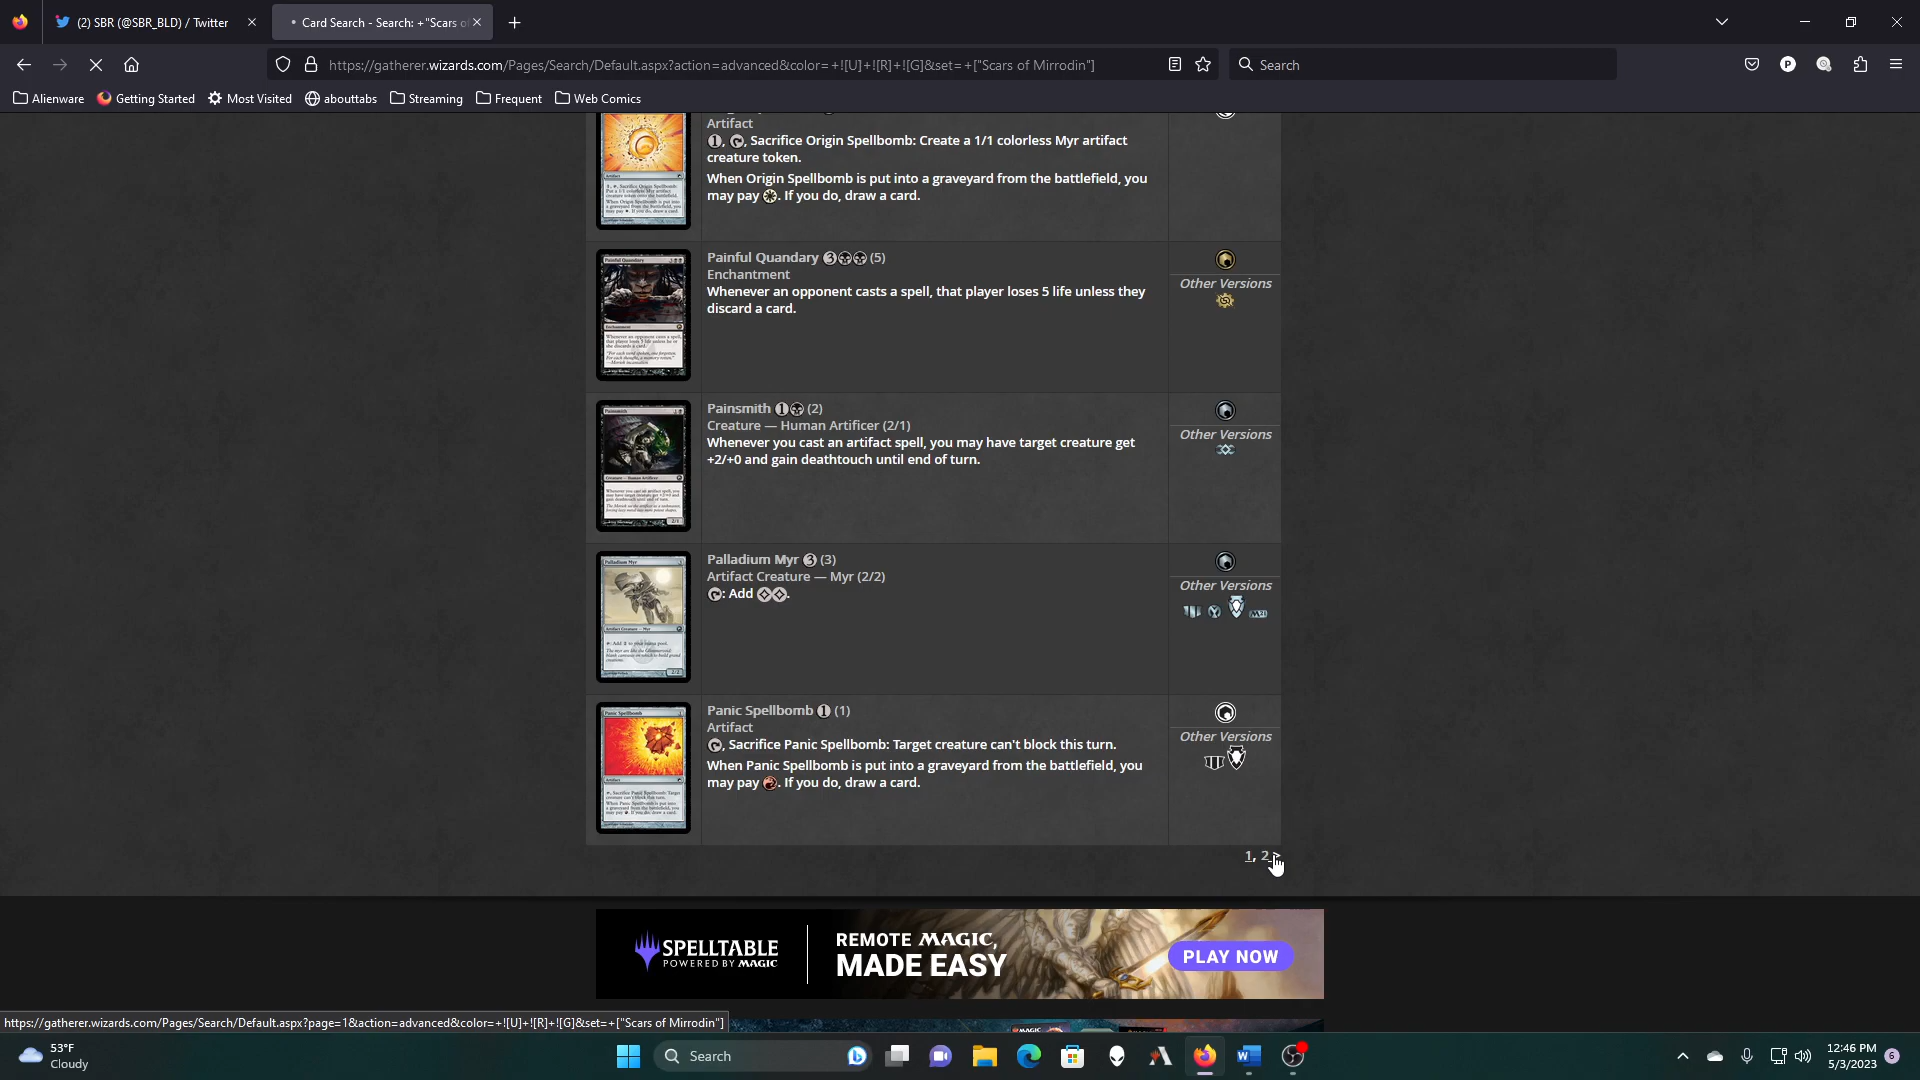 (2) SBR (@SBR_BLD) / Twitter
Card Search - Search: +"Scars o
https://gatherer.wizards.com/Pages/Search/Default.aspx?action=advanced&color=+![U]+![R]+![G]&set=+["Scars of Mirrodin"]
Search
Alienware
Getting Started
Most Visited
abouttabs
Streaming
Frequent
Web Comics
Artifact
1, , Sacrifice Origin Spellbomb: Create a 1/1 colorless Myr artifact
creature token.
When Origin Spellbomb is put into a graveyard from the battlefield, you
may pay . If you do, draw a card.
Painful Quandary 3 (5)
Enchantment
Whenever an opponent casts a spell, that player loses 5 life unless they
discard a card.
Other Versions
Painsmith 1 (2)
Creature — Human Artificer (2/1)
Whenever you cast an artifact spell, you may have target creature get
+2/+0 and gain deathtouch until end of turn.
Other Versions
Palladium Myr 3 (3)
Artifact Creature — Myr (2/2)
: Add .
Other Versions
Panic Spellbomb 1 (1)
Artifact
, Sacrifice Panic Spellbomb: Target creature can't block this turn.
When Panic Spellbomb is put into a graveyard from the battlefield, you
may pay . If you do, draw a card.
Other Versions
1, 2 >
SPELLTABLE
POWERED BY MAGIC
REMOTE MAGIC,
MADE EASY
PLAY NOW
https://gatherer.wizards.com/Pages/Search/Default.aspx?page=1&action=advanced&color=+![U]+![R]+![G]&set=+["Scars of Mirrodin"]
53°F
Cloudy
Search
12:46 PM
5/3/2023
6